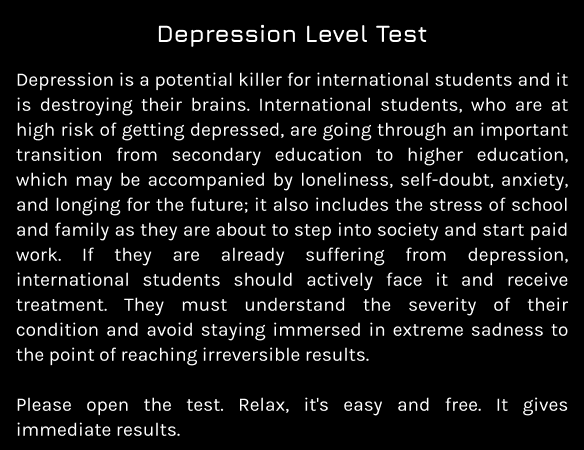 Depression Level Test
Depression is a potential killer for international students and it
is destroying their brains. International students, who are at
high risk of getting depressed, are going through an important
transition from secondary education to higher education,
which may be accompanied by loneliness, self-doubt, anxiety,
and longing for the future; it also includes the stress of school
and family as they are about to step into society and start paid
work. If they are already suffering from depression,
international students should actively face it and receive
treatment. They must understand the severity of their
condition and avoid staying immersed in extreme sadness to
the point of reaching irreversible results.
Please open the test. Relax, it's easy and free. It gives
immediate results.